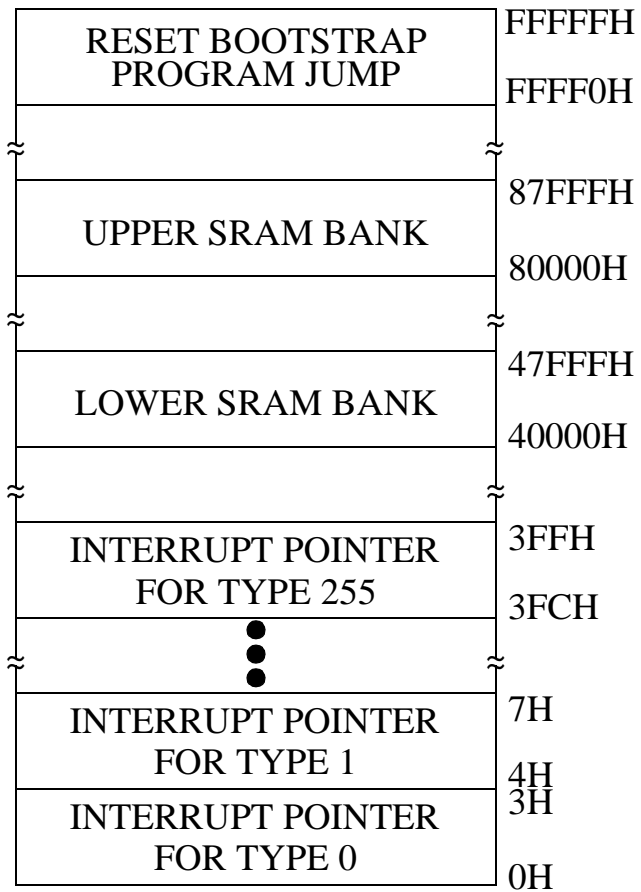 RESET BOOTSTRAP
PROGRAM JUMP
FFFFFH
FFFF0H
UPPER SRAM BANK
87FFFH
80000H
LOWER SRAM BANK
47FFFH
40000H
INTERRUPT POINTER
FOR TYPE 255
3FFH
3FCH
INTERRUPT POINTER
FOR TYPE 1
7H
4H
INTERRUPT POINTER
FOR TYPE 0
3H
0H